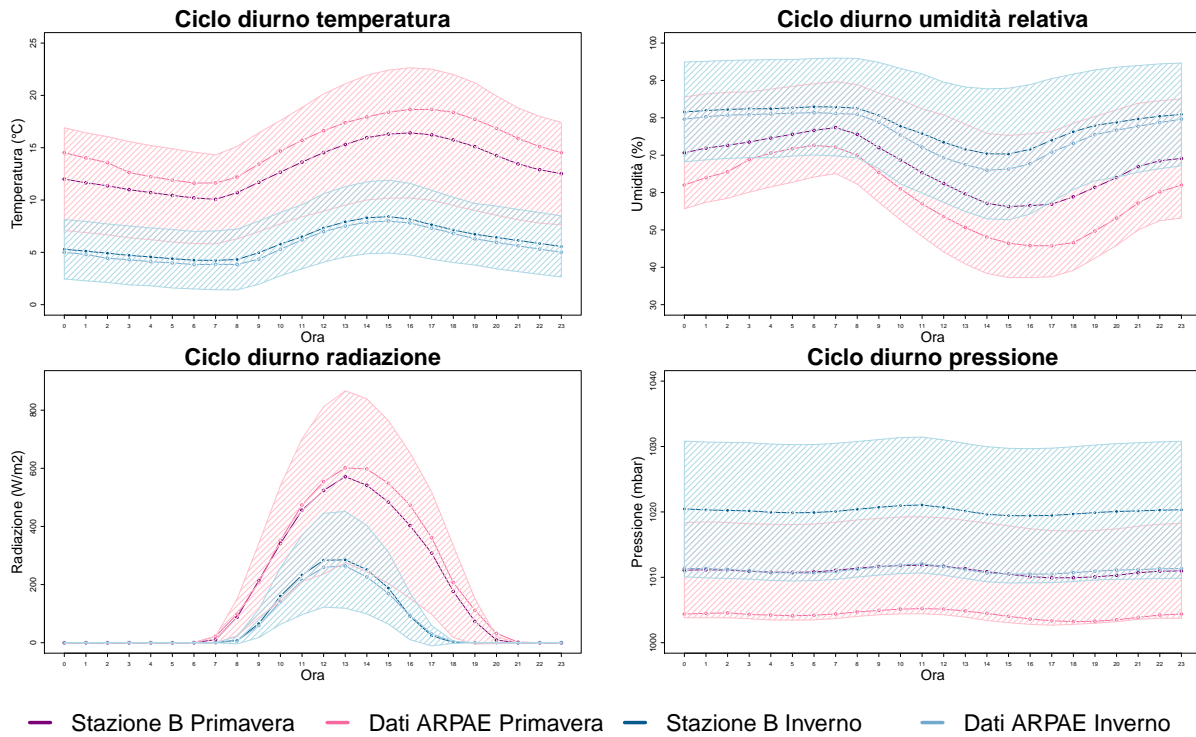 Ciclo diurno temperatura
Temperatura (°C)
0 5 10 15 20 25
0 1 2 3 4 5 6 7 8 9 10 11 12 13 14 15 16 17 18 19 20 21 22 23
Ora
Ciclo diurno umidità relativa
Umidità (%)
30 40 50 60 70 80 90 100
0 1 2 3 4 5 6 7 8 9 10 11 12 13 14 15 16 17 18 19 20 21 22 23
Ora
Ciclo diurno radiazione
Radiazione (W/m2)
0 200 400 600 800
0 1 2 3 4 5 6 7 8 9 10 11 12 13 14 15 16 17 18 19 20 21 22 23
Ora
Ciclo diurno pressione
Pressione (mbar)
1000 1010 1020 1030 1040
0 1 2 3 4 5 6 7 8 9 10 11 12 13 14 15 16 17 18 19 20 21 22 23
Ora
Stazione B Primavera Dati ARPAE Primavera Stazione B Inverno Dati ARPAE Inverno